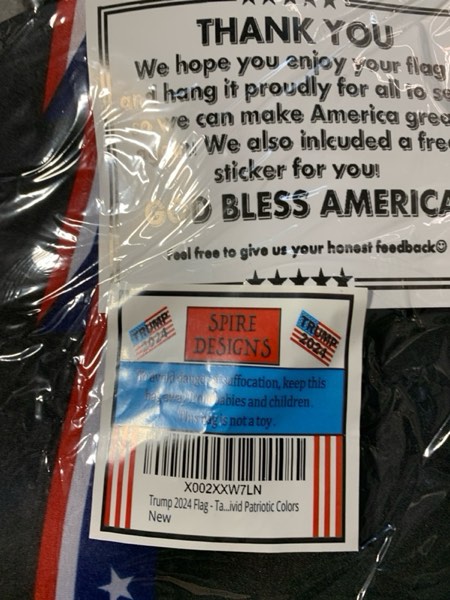 THANK YOU
We hope you enjoy your flag
hang it proudly for all to se
we can make America grea
We also inlcuded a free
sticker for you!
GOD BLESS AMERICA
Feel free to give us your honest feedback☺
TRUMP
2024
SPIRE
DESIGNS
TRUMP
2024
suffocation, keep this
babies and children.
This bag is not a toy.
X002XXW7LN
Trump 2024 Flag - Ta...ivid Patriotic Colors
New